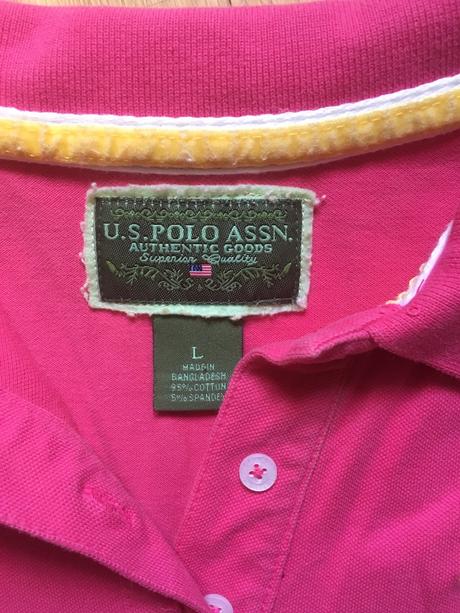 U.S. POLO ASSN.
AUTHENTIC GOODS
Superior Quality
L
MADE IN
BANGLADESH
95% COTTON
5% SPANDEX